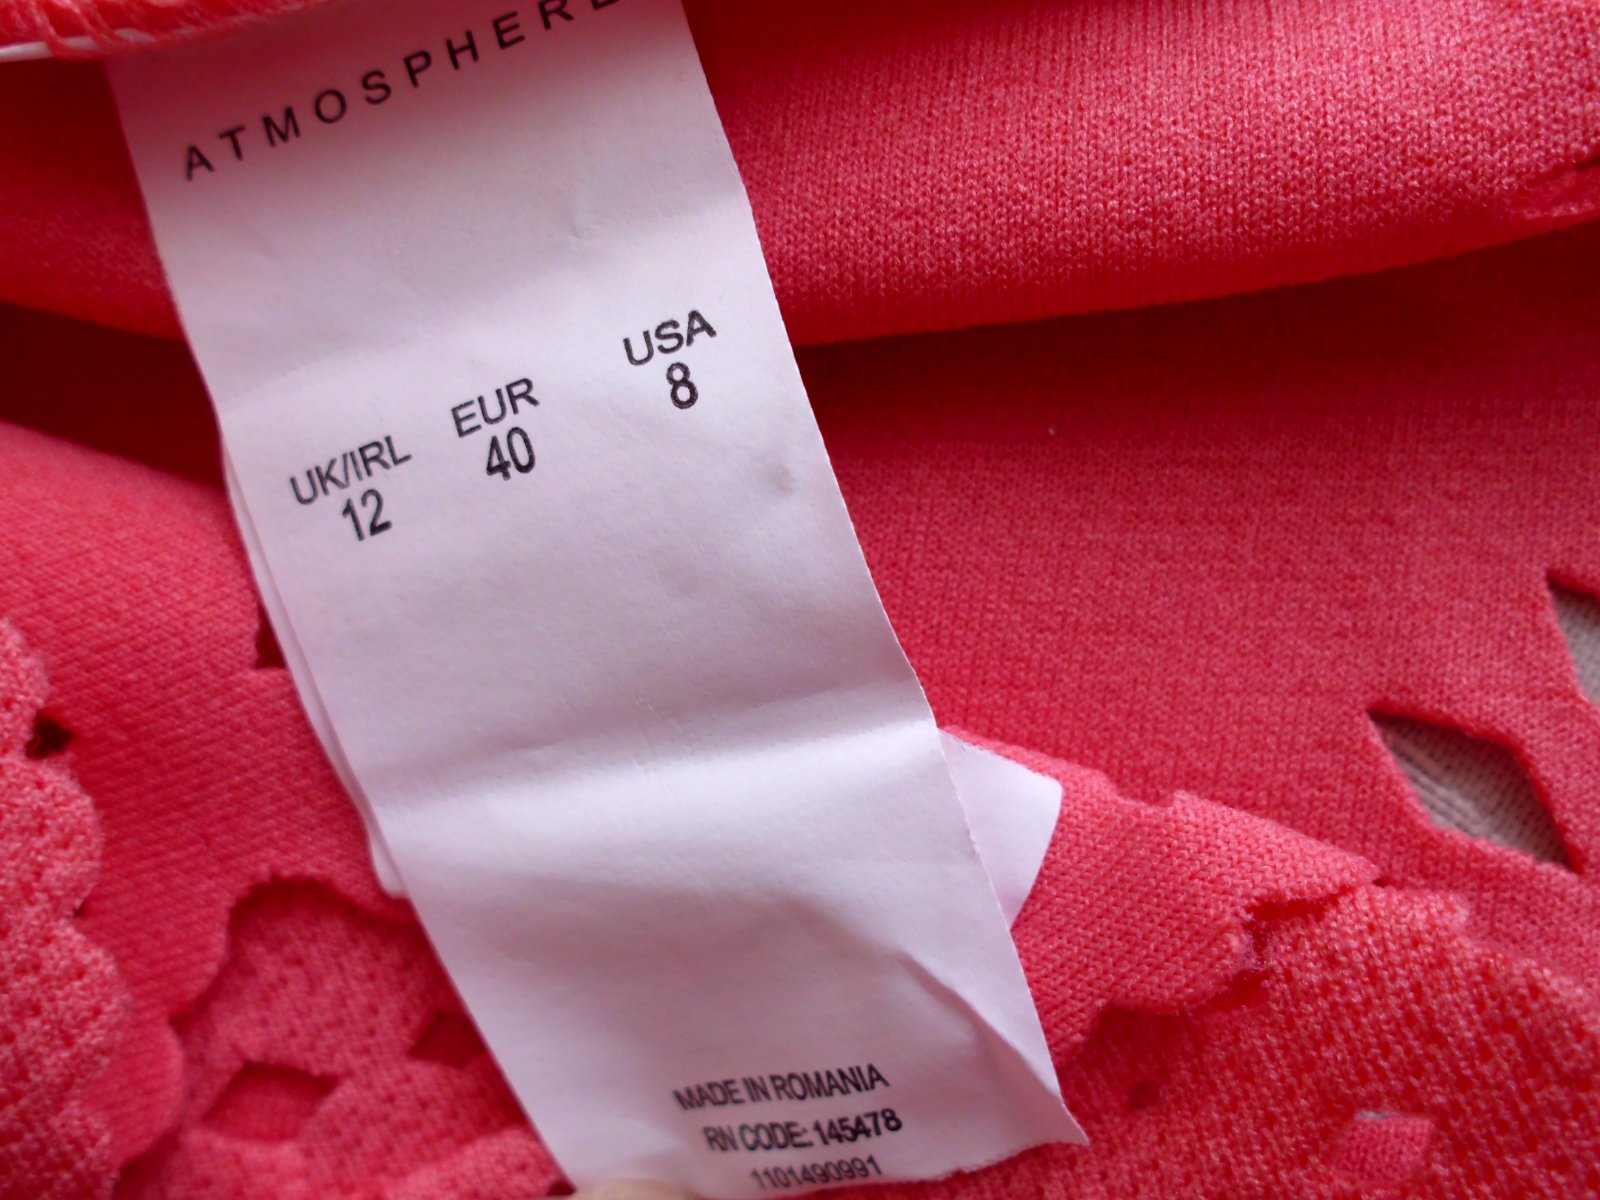 ATMOSPHERE
UK/IRL EUR USA
12 40 8
MADE IN ROMANIA
RN CODE: 145478
1101490991